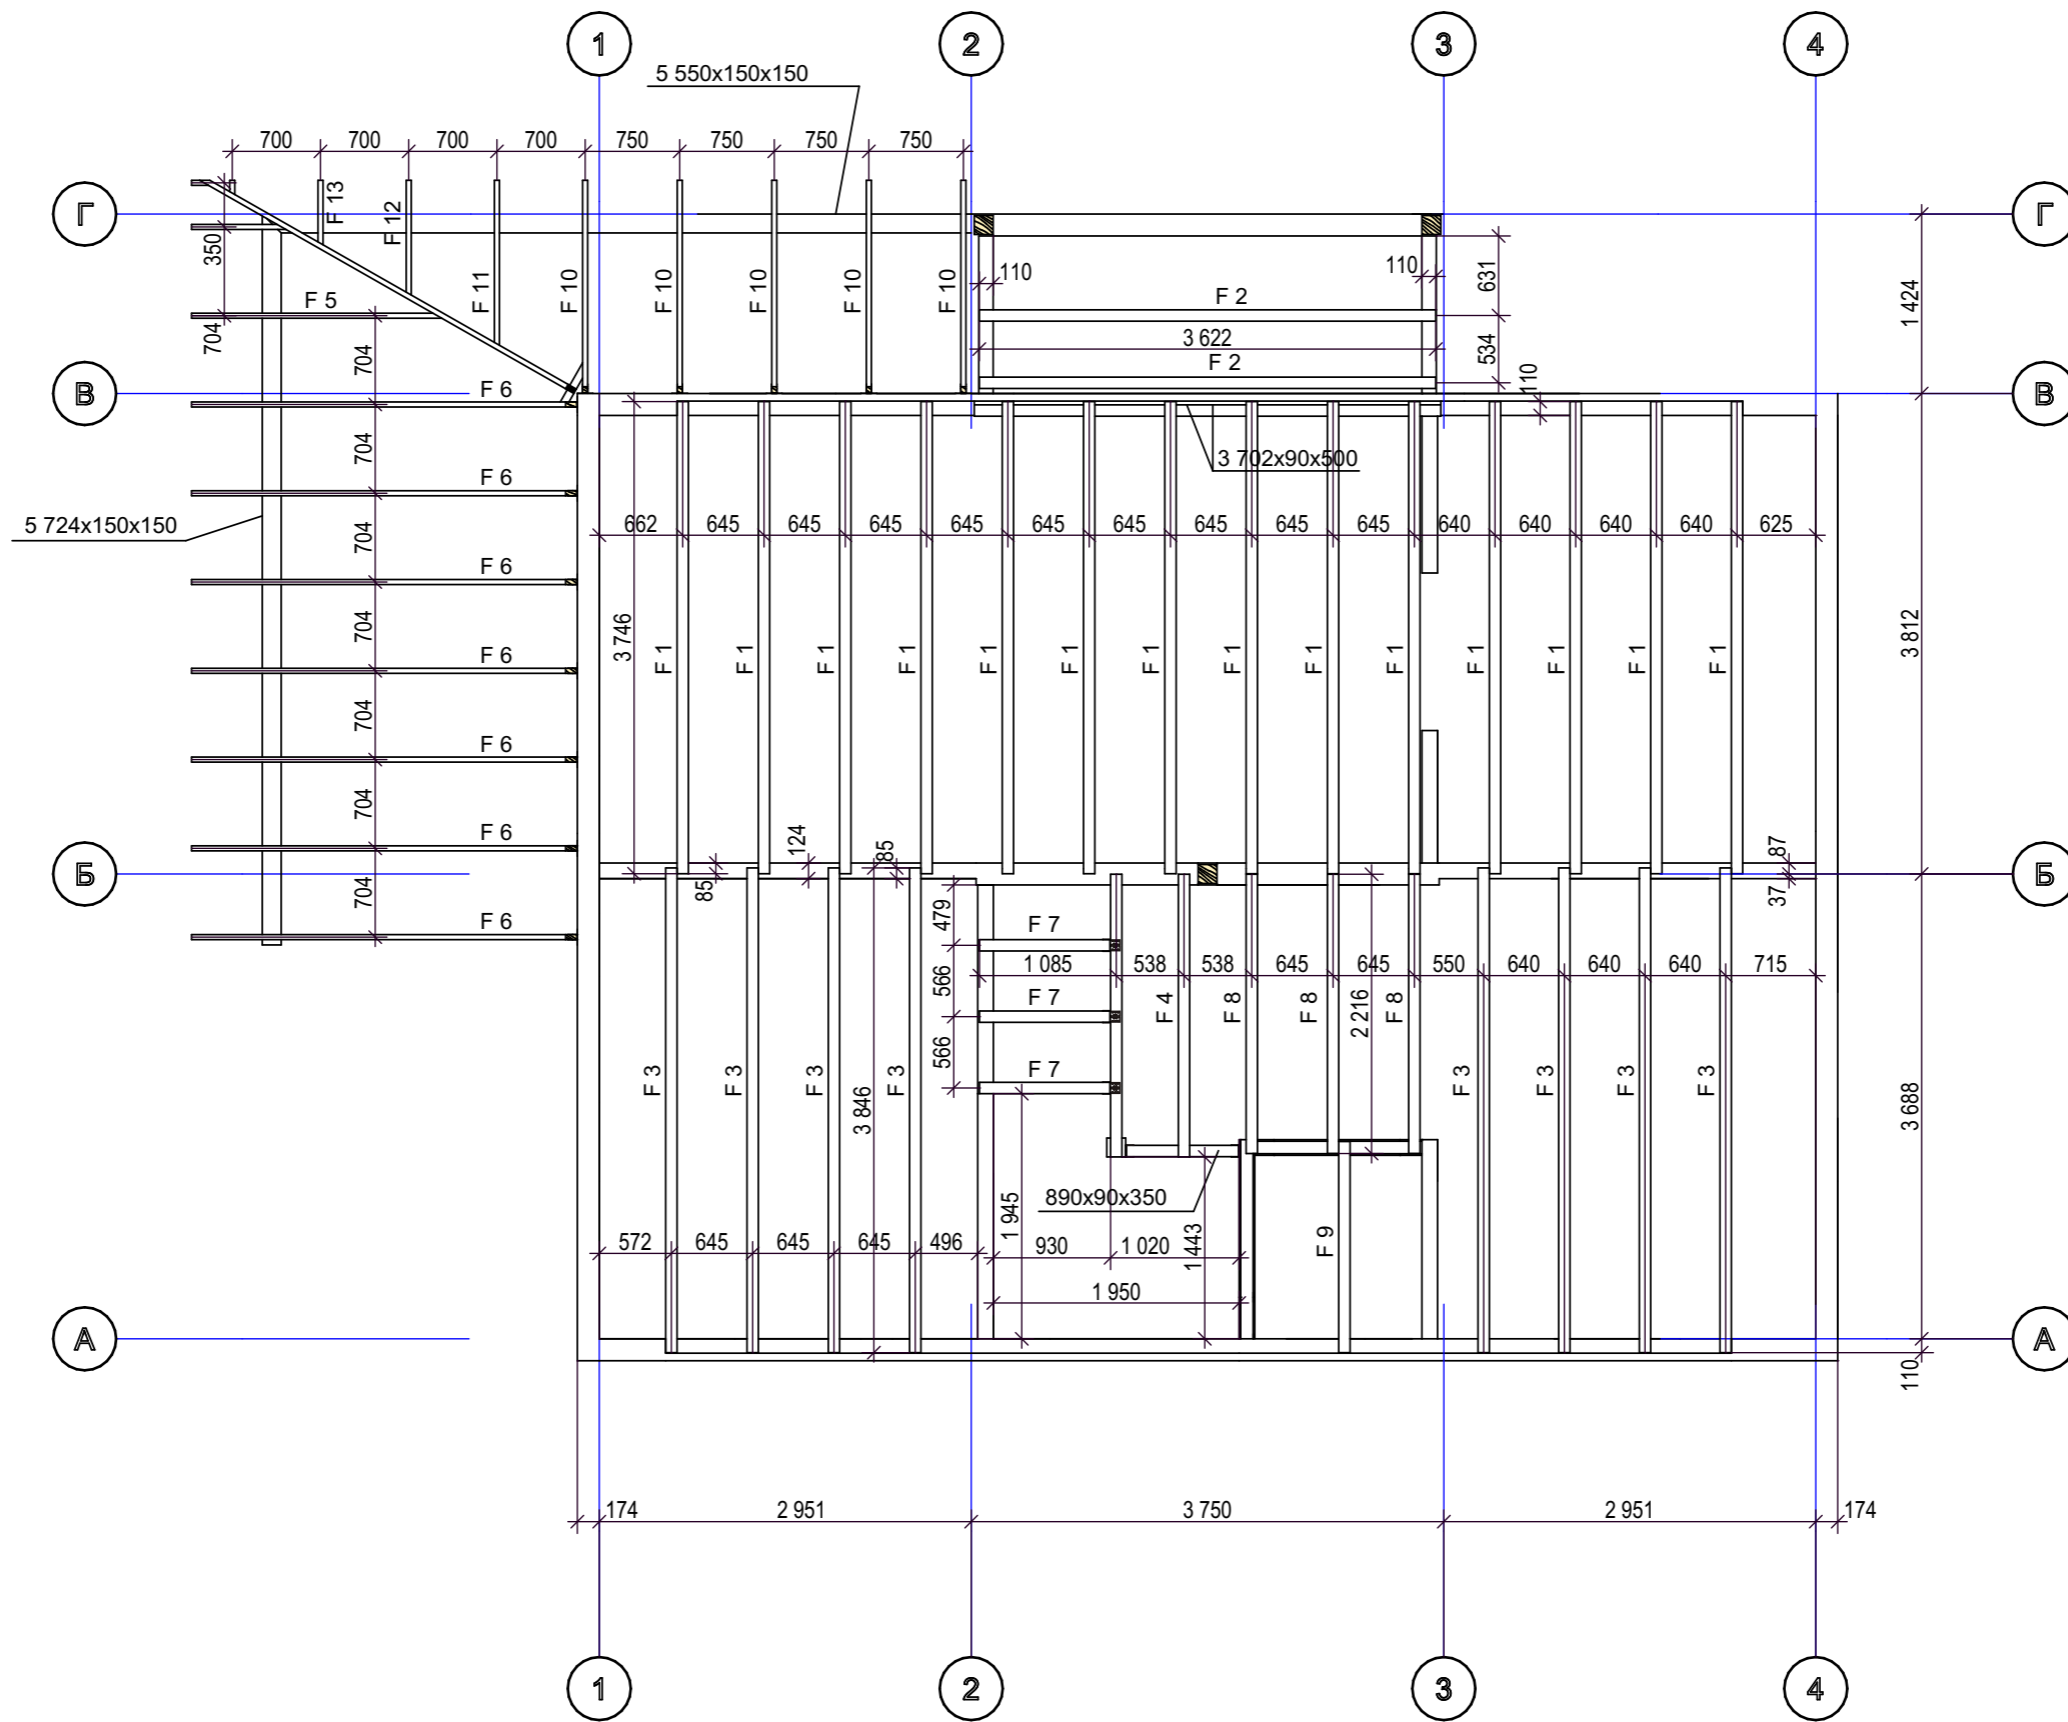 1 2 3 4
5 550x150x150
700 700 700 700 750 750 750 750
Г Г
F 13
F 12
F 11
F 10 F 10 F 10 F 10 F 10
350
704
F 5
110 110
631
F 2
3 622
534
F 2
110
1 424
В В
704
F 6
3 702x90x500
704
F 6
5 724x150x150
662 645 645 645 645 645 645 645 645 645 640 640 640 640 625
704
F 6
3 746
704
F 6
F 1 F 1 F 1 F 1 F 1 F 1 F 1 F 1 F 1 F 1 F 1 F 1 F 1 F 1
3 812
704
F 6
704
F 6
124
85
85
87
37
Б Б
704
F 6
479
F 7
1 085 538 538 645 645 550 640 640 640 715
566
F 7
F 4
F 8 F 8 F 8
2 216
566
F 7
F 3 F 3 F 3 F 3
3 846
F 3 F 3 F 3 F 3
3 688
890x90x350
1 945
1 443
572 645 645 645 496
930 1 020
F 9
1 950
А А
110
174 2 951 3 750 2 951 174
1 2 3 4